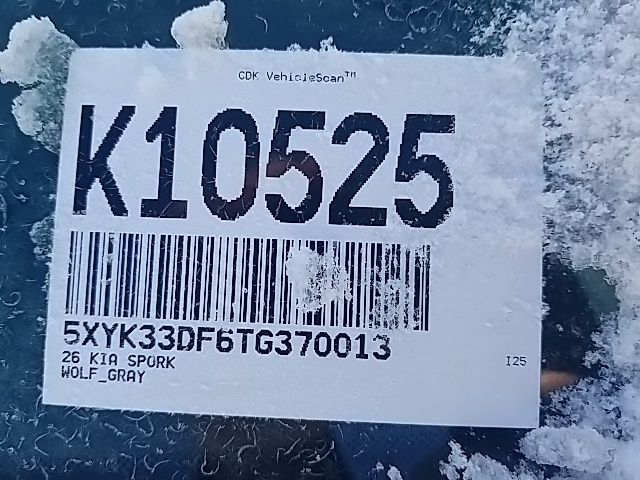 CDK VehicleScan™
K10525
5XYK33DF6TG370013
26 KIA SPORK
WOLF_GRAY
I25